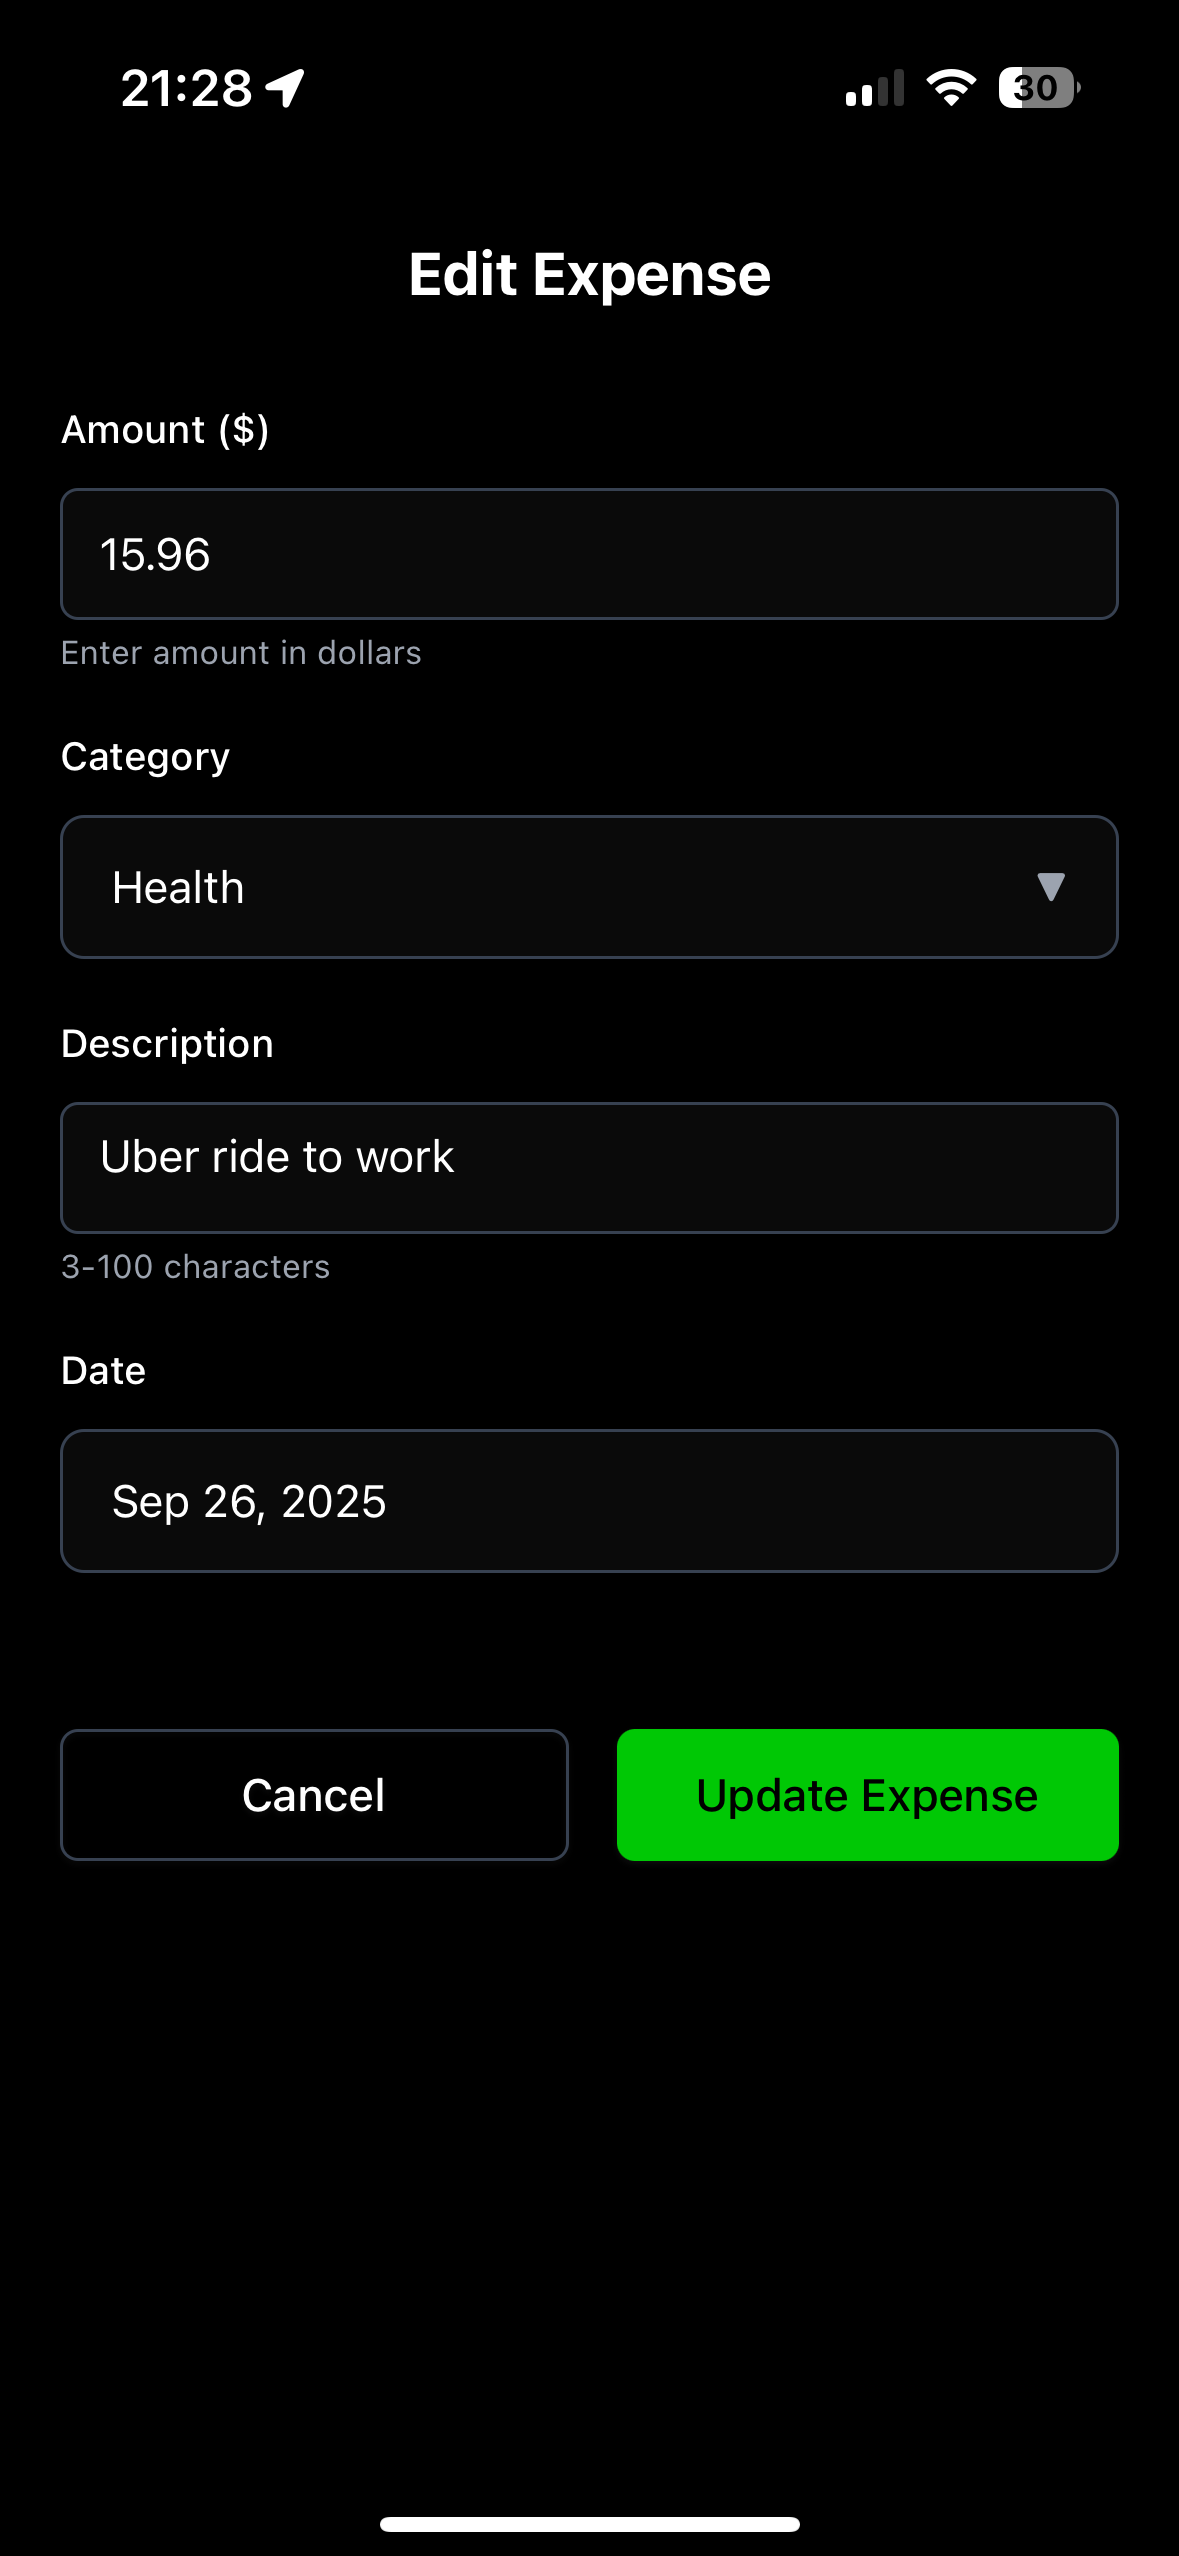 21:28
30
Edit Expense
Amount ($)
15.96
Enter amount in dollars
Category
Health
Description
Uber ride to work
3-100 characters
Date
Sep 26, 2025
Cancel
Update Expense